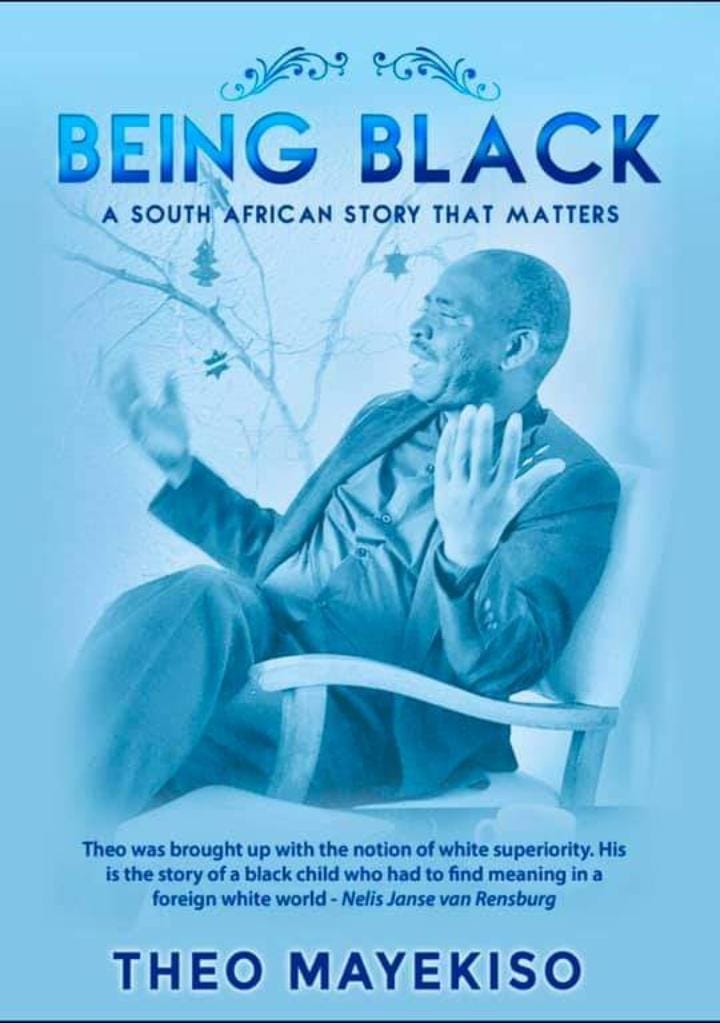 BEING BLACK
A SOUTH AFRICAN STORY THAT MATTERS
Theo was brought up with the notion of white superiority. His
is the story of a black child who had to find meaning in a
foreign white world - Nelis Janse van Rensburg
THEO MAYEKISO